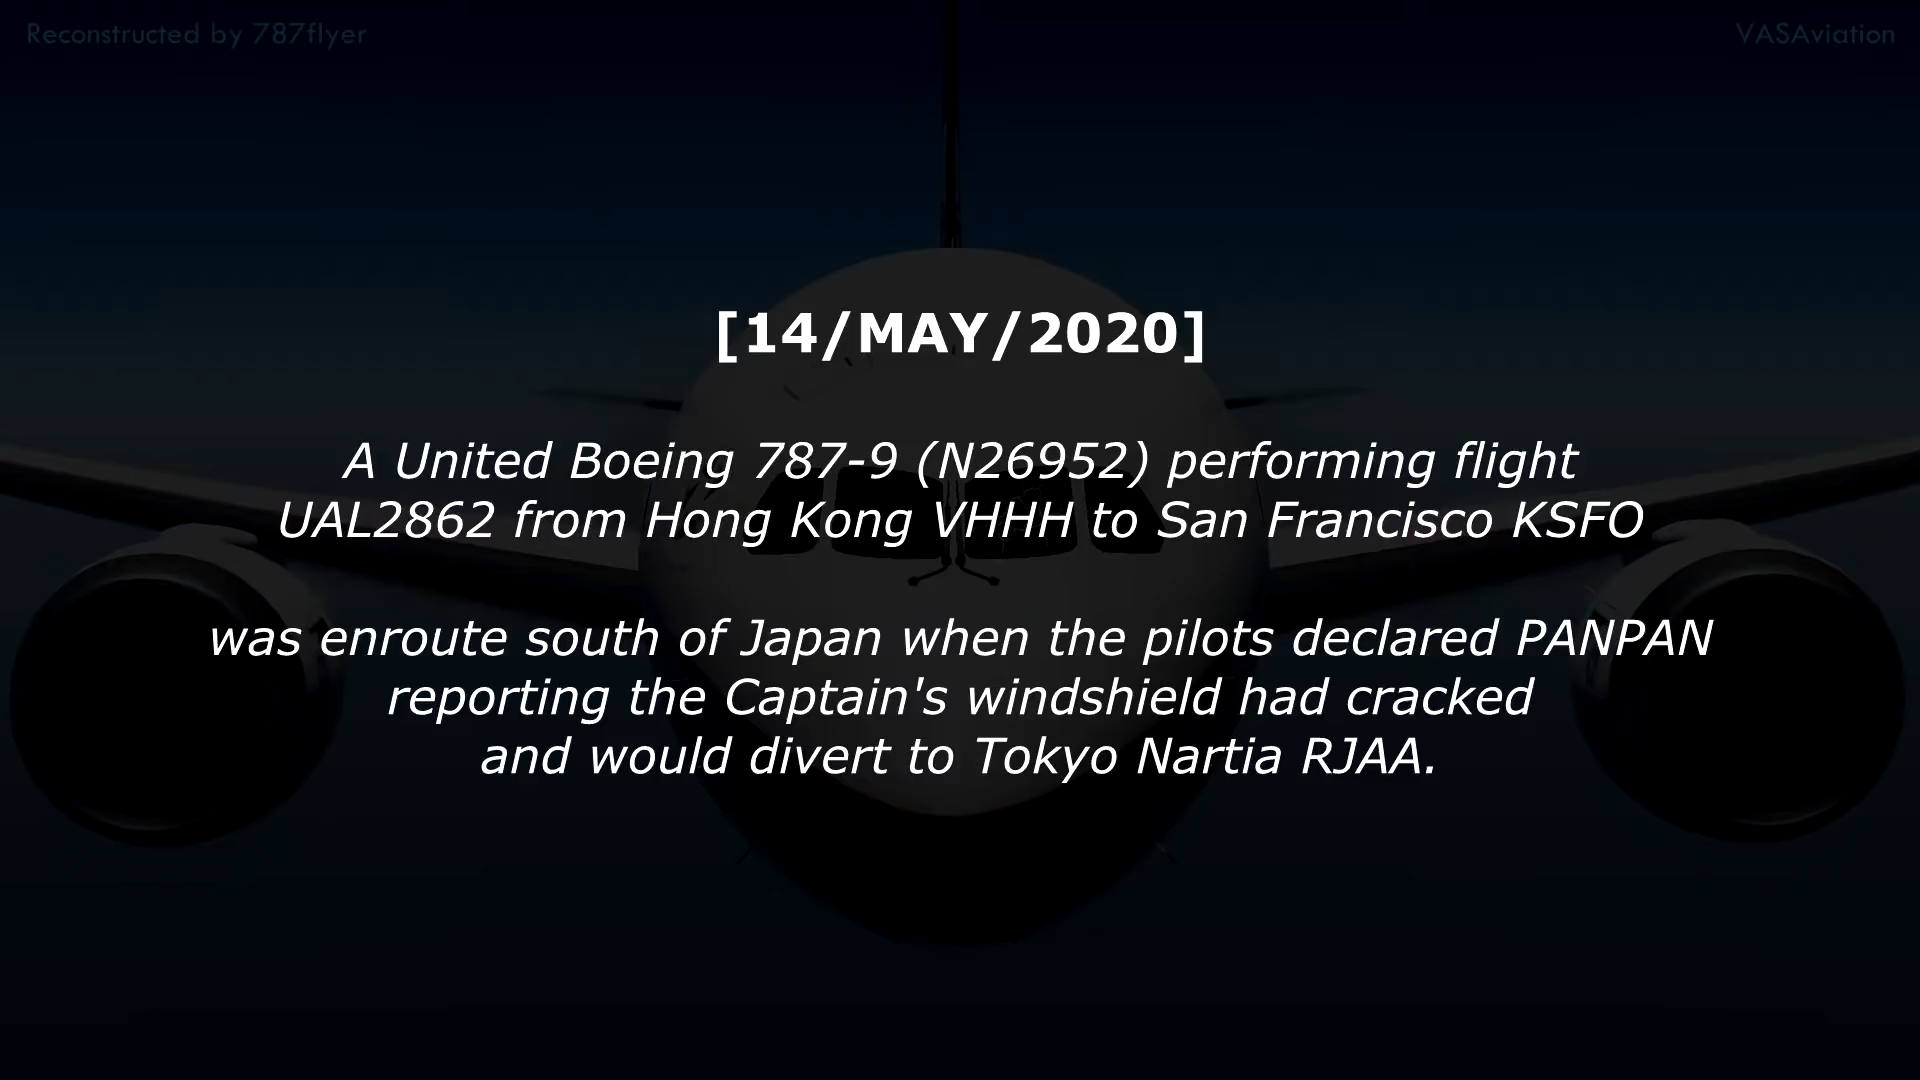 Reconstructed by 787flyer
VASAviation
[14/MAY/2020]
A United Boeing 787-9 (N26952) performing flight
UAL2862 from Hong Kong VHHH to San Francisco KSFO
was enroute south of Japan when the pilots declared PANPAN
reporting the Captain's windshield had cracked
and would divert to Tokyo Nartia RJAA.